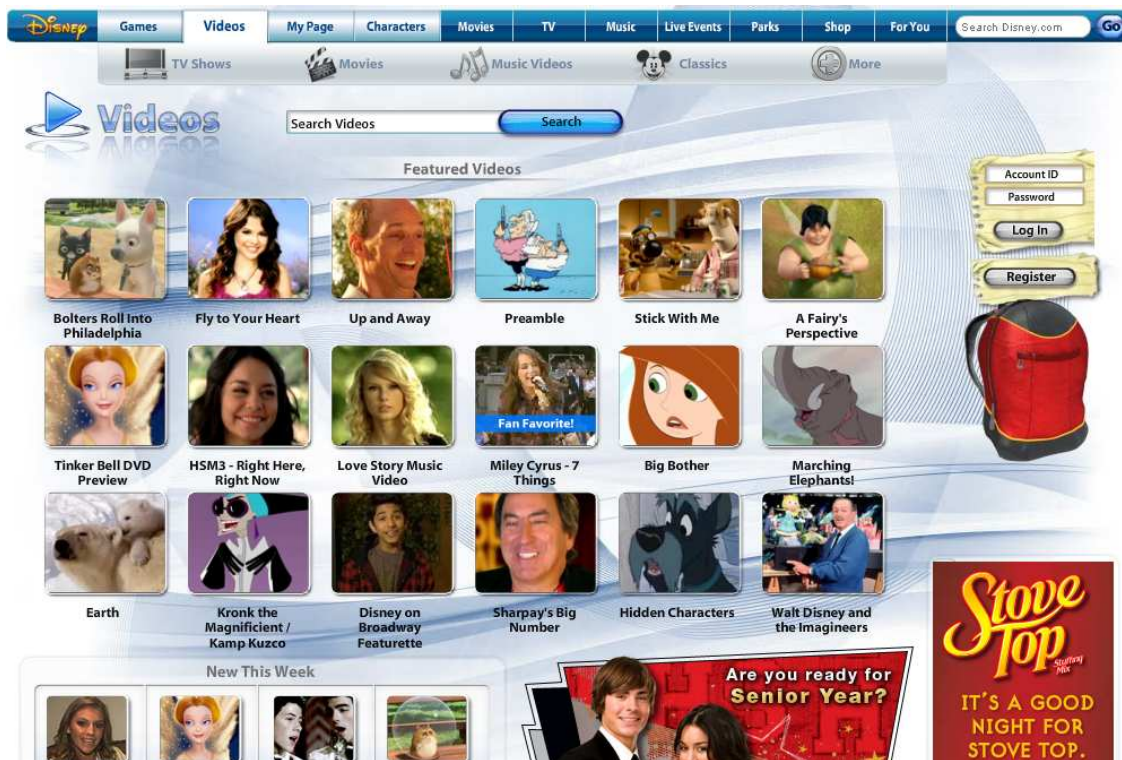 Disney
Games
Videos
My Page
Characters
Movies
TV
Music
Live Events
Parks
Shop
For You
Search Disney.com
Go
TV Shows
Movies
Music Videos
Classics
More
Videos
Search Videos
Search
Featured Videos
Account ID
Password
Log In
Register
Bolters Roll Into
Philadelphia
Fly to Your Heart
Up and Away
Preamble
Stick With Me
A Fairy's
Perspective
Fan Favorite!
Tinker Bell DVD
Preview
HSM3 - Right Here,
Right Now
Love Story Music
Video
Miley Cyrus - 7
Things
Big Bother
Marching
Elephants!
Earth
Kronk the
Magnificient /
Kamp Kuzco
Disney on
Broadway
Featurette
Sharpay's Big
Number
Hidden Characters
Walt Disney and
the Imagineers
New This Week
Are you ready for
Senior Year?
Stove
Top
Stuffing
Mix
IT'S A GOOD
NIGHT FOR
STOVE TOP.